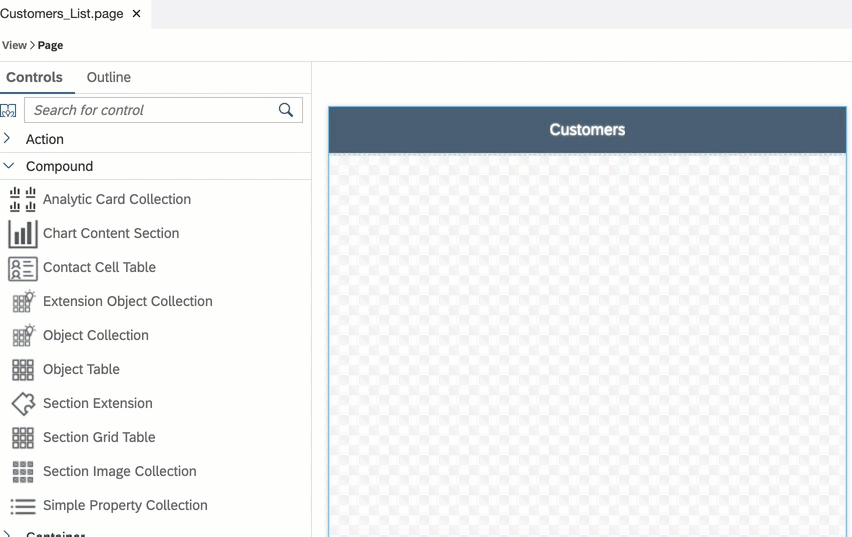 Customers_List.page ×
View > Page
Controls Outline
Search for control
Action
Compound
Analytic Card Collection
Chart Content Section
Contact Cell Table
Extension Object Collection
Object Collection
Object Table
Section Extension
Section Grid Table
Section Image Collection
Simple Property Collection
Container
Customers